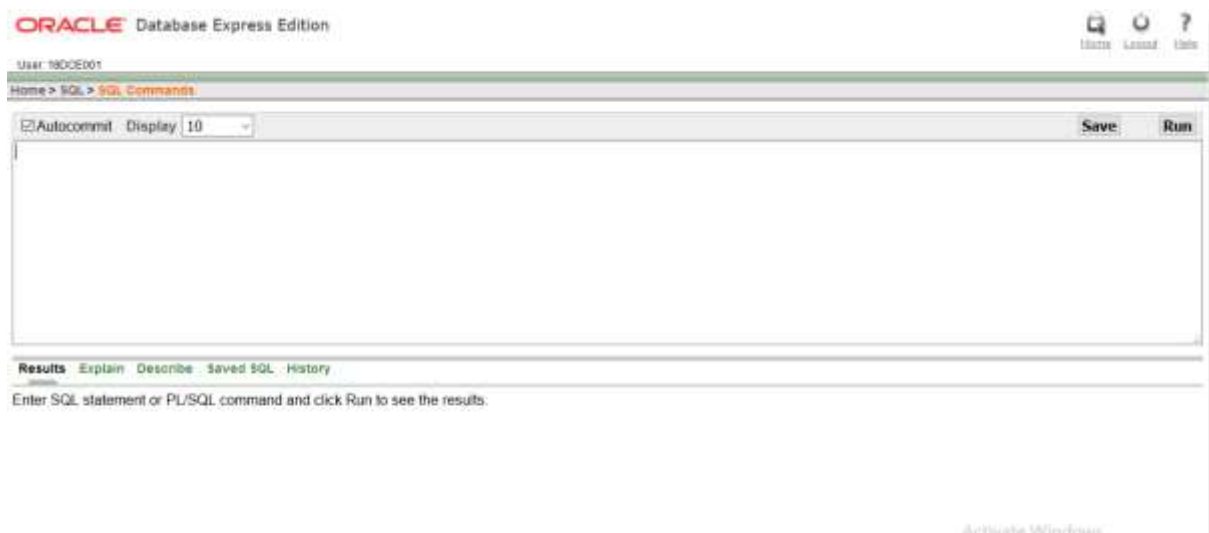 ORACLE Database Express Edition
Home Logout Help
User: 18DCE001
Home > SQL > SQL Commands
Autocommit Display 10
Save Run
Results Explain Describe Saved SQL History
Enter SQL statement or PL/SQL command and click Run to see the results.
Activate Windows